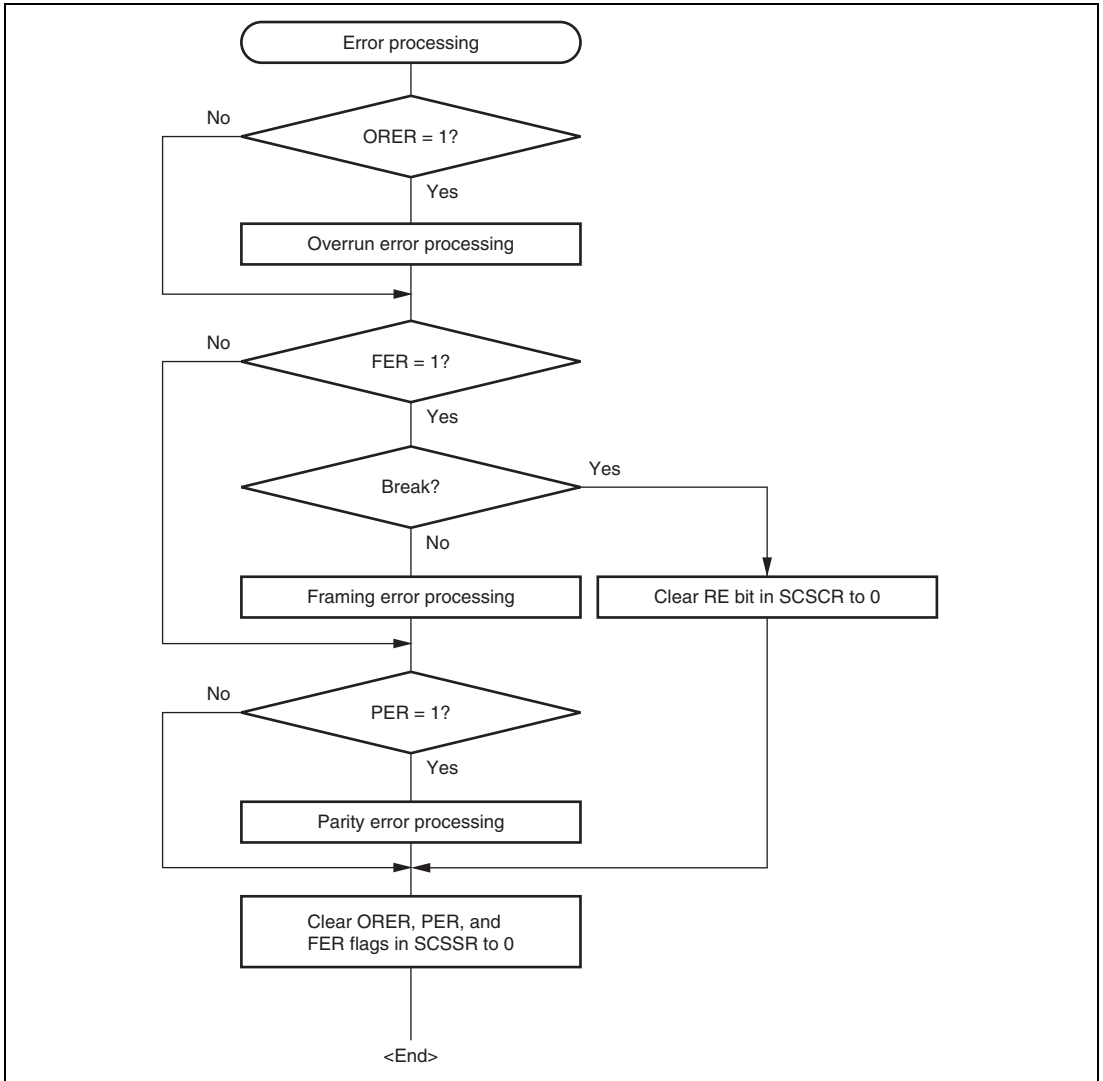 Error processing
No
ORER = 1?
Yes
Overrun error processing
No
FER = 1?
Yes
Break?
Yes
No
Framing error processing
Clear RE bit in SCSCR to 0
No
PER = 1?
Yes
Parity error processing
Clear ORER, PER, and
FER flags in SCSSR to 0
<End>